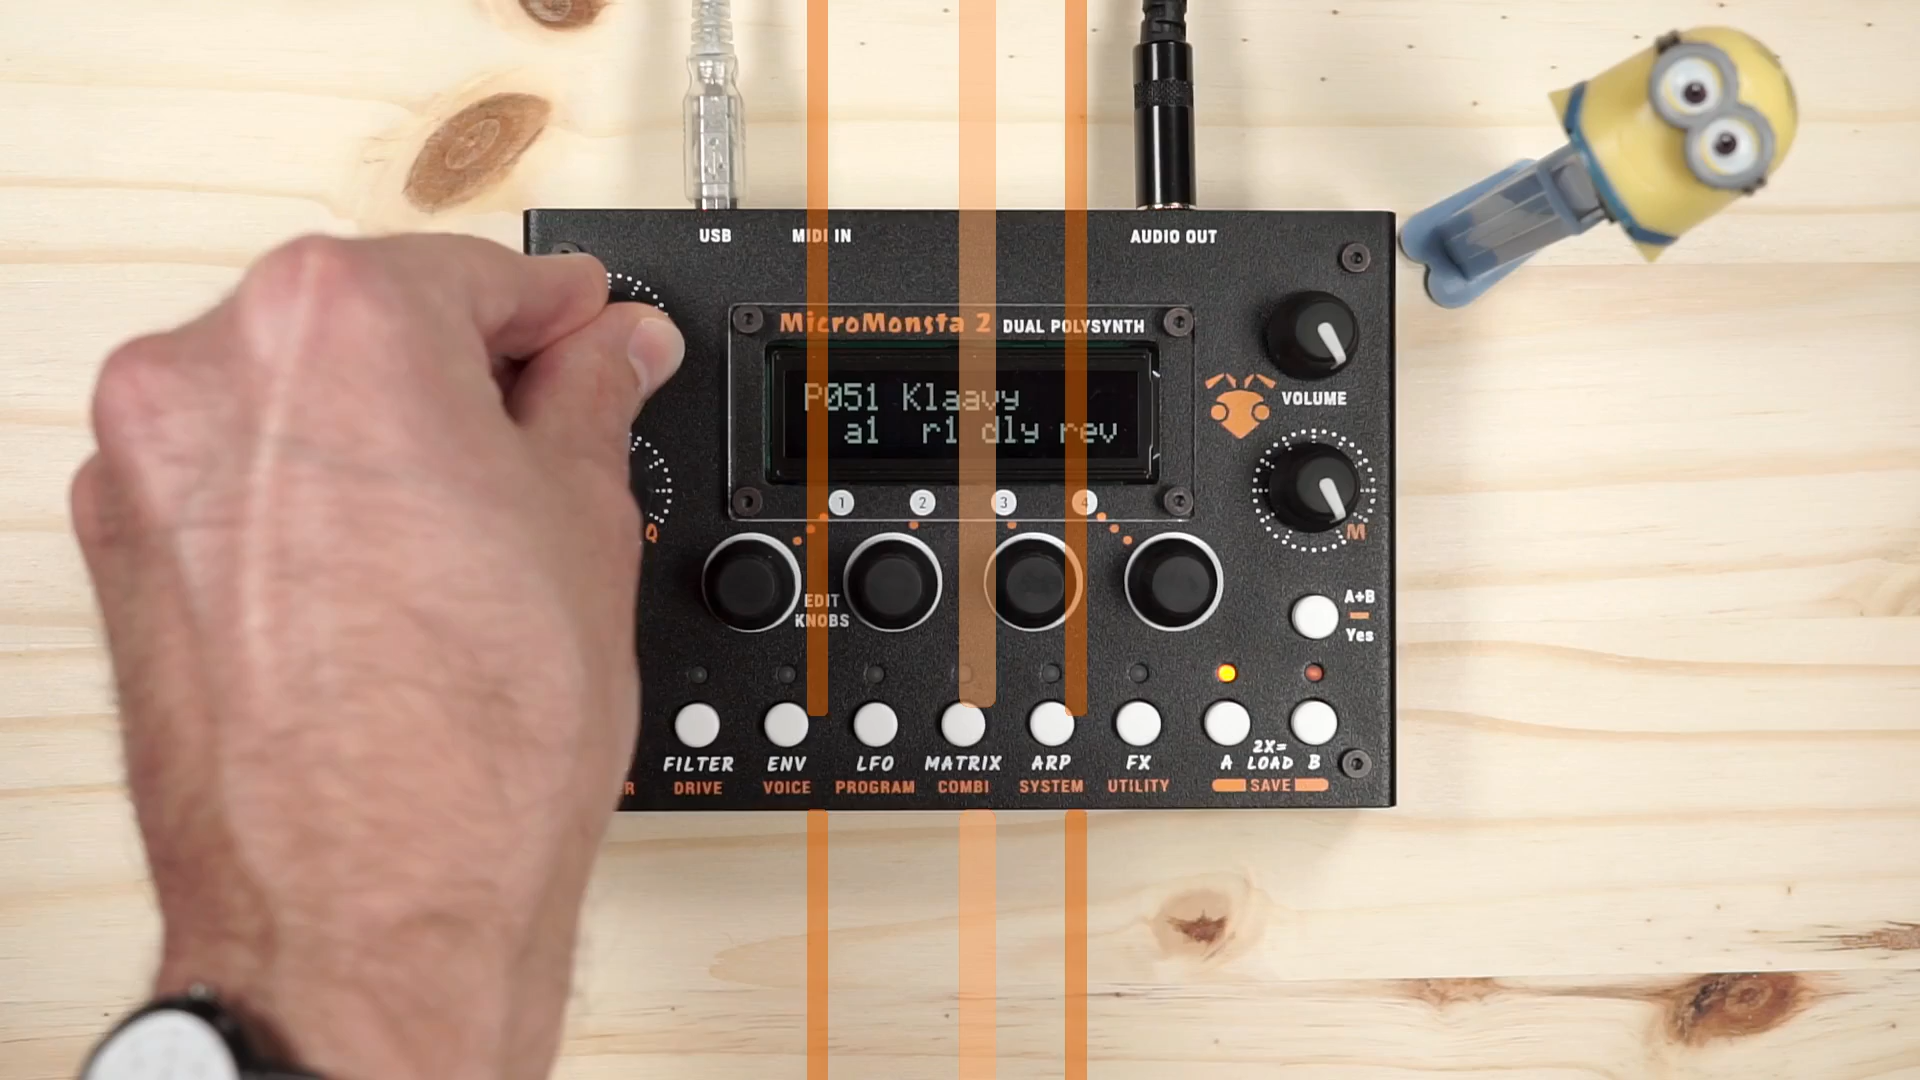 USB
MIDI IN
AUDIO OUT
MicroMonsta 2 DUAL POLYSYNTH
P051 Klaavy
a1 r1 dly rev
VOLUME
1 2 3 4
Q
M
EDIT
KNOBS
A+B
Yes
FILTER ENV LFO MATRIX ARP FX A 2X= LOAD B
R DRIVE VOICE PROGRAM COMBI SYSTEM UTILITY SAVE